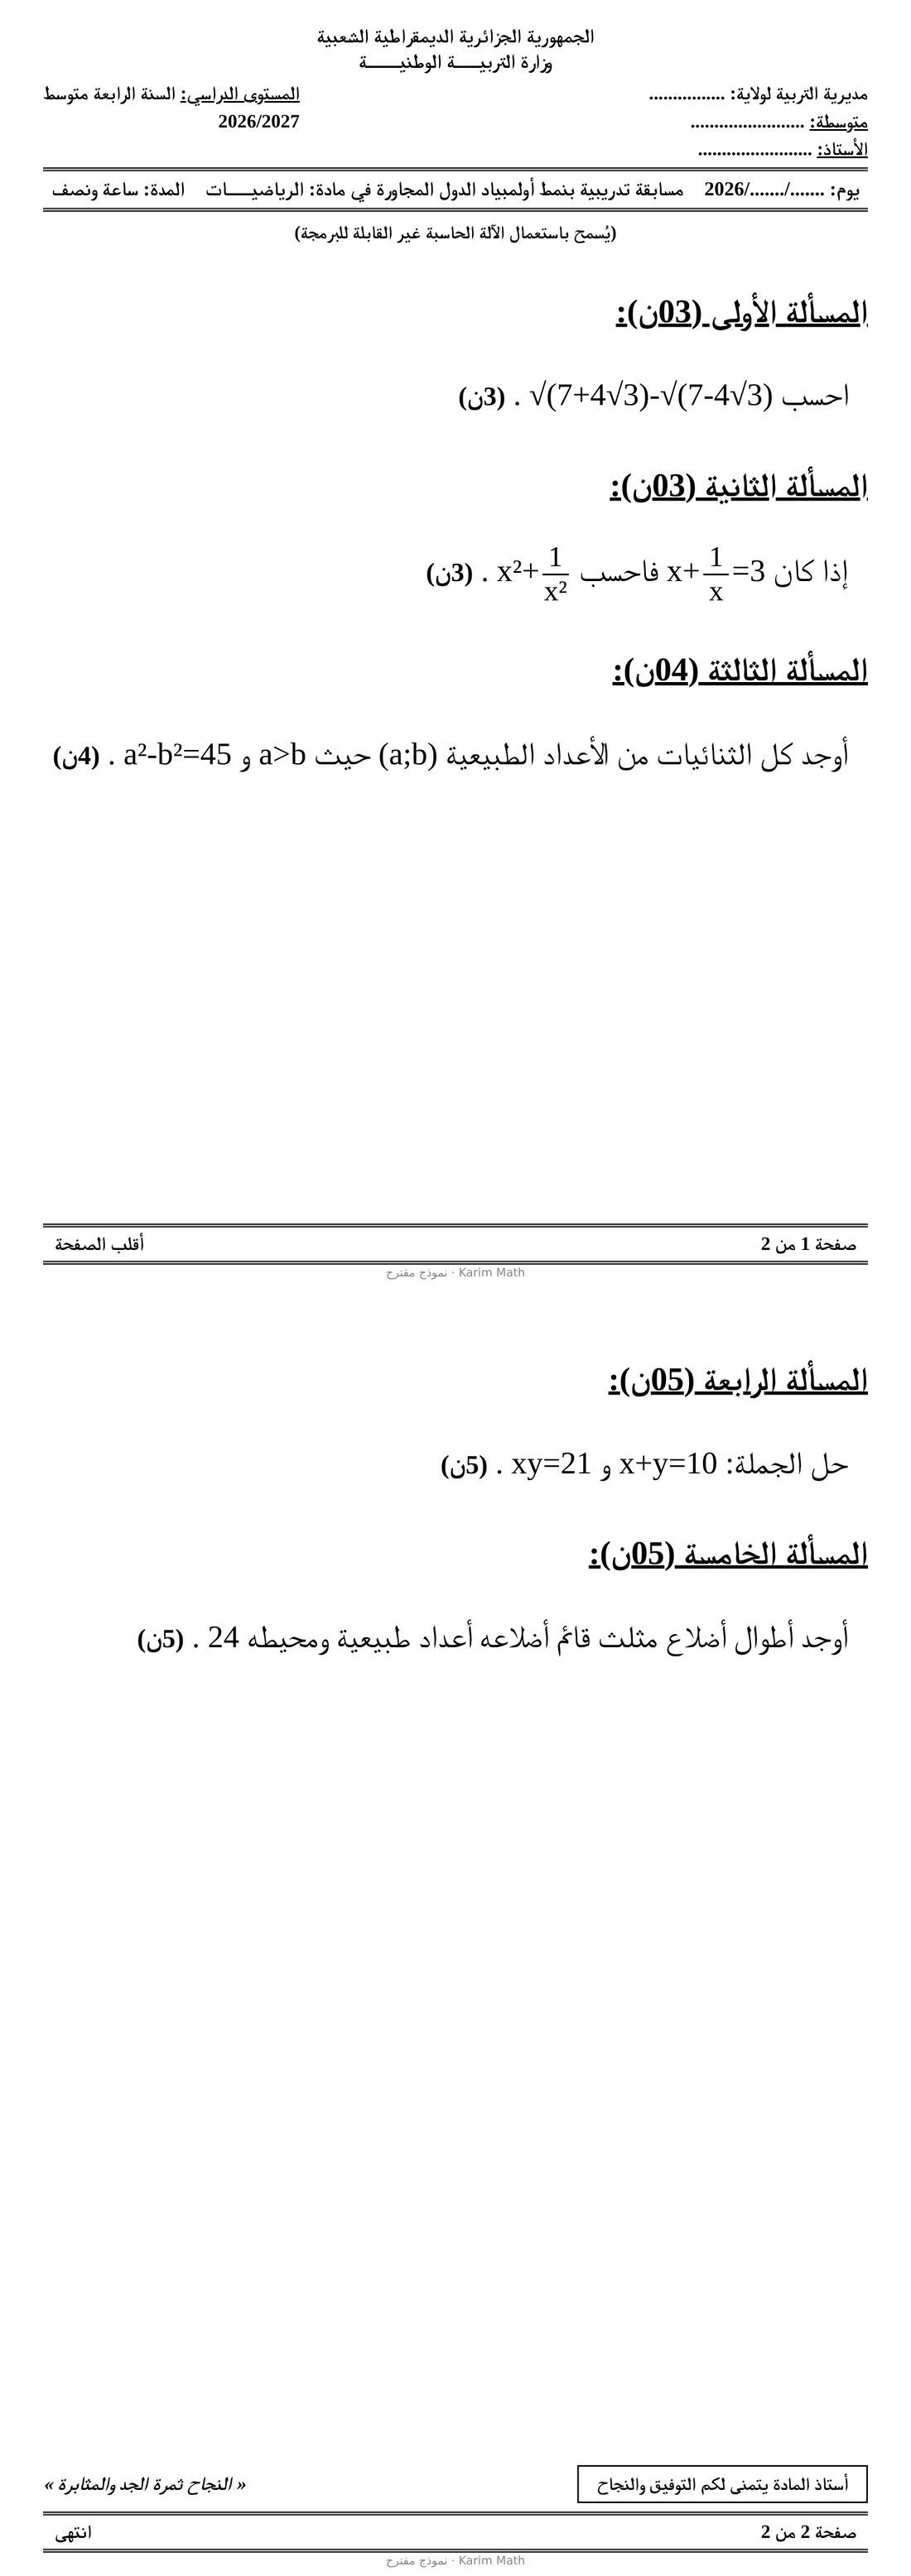 الجمهورية الجزائرية الديمقراطية الشعبية
وزارة التربيـــــة الوطنيــــــة
مديرية التربية لولاية: ................
المستوى الدراسي: السنة الرابعة متوسط
متوسطة: ........................
2026/2027
الأستاذ: ........................
يوم: ......./......./2026 مسابقة تدريبية بنمط أولمبياد الدول المجاورة في مادة: الرياضيـــــات المدة: ساعة ونصف
(يُسمح باستعمال الآلة الحاسبة غير القابلة للبرمجة)
المسألة الأولى (03ن):
احسب √(7+4√3)-√(7-4√3) . (3ن)
المسألة الثانية (03ن):
إذا كان x+1/x=3 فاحسب x²+1/x² . (3ن)
المسألة الثالثة (04ن):
أوجد كل الثنائيات من الأعداد الطبيعية (a;b) حيث a>b و a²-b²=45 . (4ن)
صفحة 1 من 2
أقلب الصفحة
Karim Math · نموذج مقترح
المسألة الرابعة (05ن):
حل الجملة: x+y=10 و xy=21 . (5ن)
المسألة الخامسة (05ن):
أوجد أطوال أضلاع مثلث قائم أضلاعه أعداد طبيعية ومحيطه 24 . (5ن)
أستاذ المادة يتمنى لكم التوفيق والنجاح
« النجاح ثمرة الجد والمثابرة »
صفحة 2 من 2
انتهى
Karim Math · نموذج مقترح